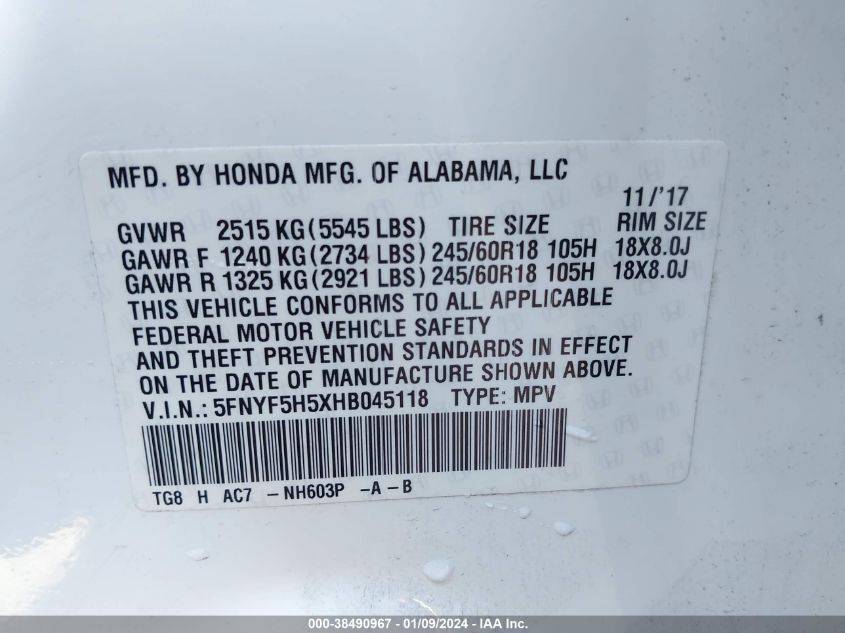 MFD. BY HONDA MFG. OF ALABAMA, LLC
11/'17
GVWR 2515 KG (5545 LBS) TIRE SIZE RIM SIZE
GAWR F 1240 KG (2734 LBS) 245/60R18 105H 18X8.0J
GAWR R 1325 KG (2921 LBS) 245/60R18 105H 18X8.0J
THIS VEHICLE CONFORMS TO ALL APPLICABLE
FEDERAL MOTOR VEHICLE SAFETY
AND THEFT PREVENTION STANDARDS IN EFFECT
ON THE DATE OF MANUFACTURE SHOWN ABOVE.
V.I.N.: 5FNYF5H5XHB045118 TYPE: MPV
TG8 H AC7 -NH603P -A -B
000-38490967 - 01/09/2024 - IAA Inc.